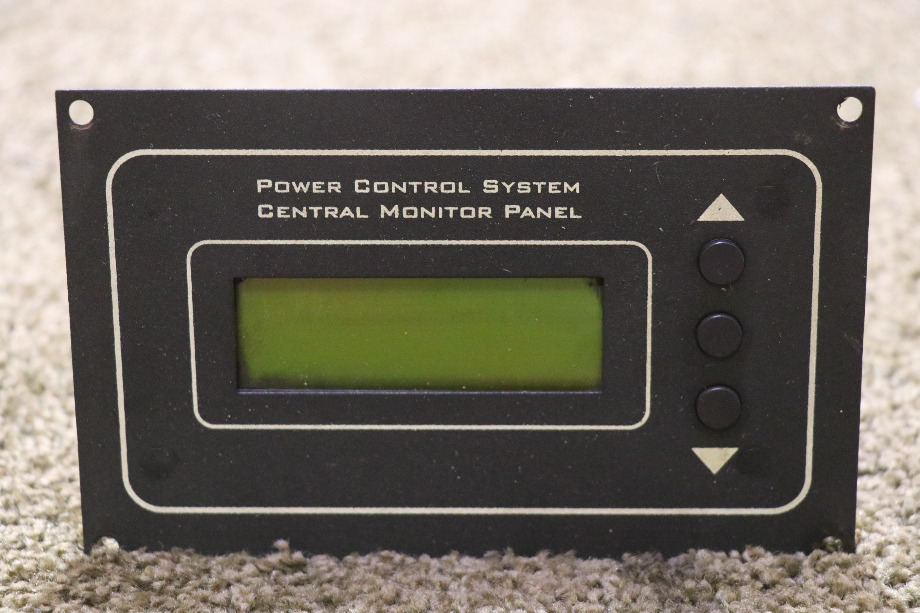 Power Control System
Central Monitor Panel